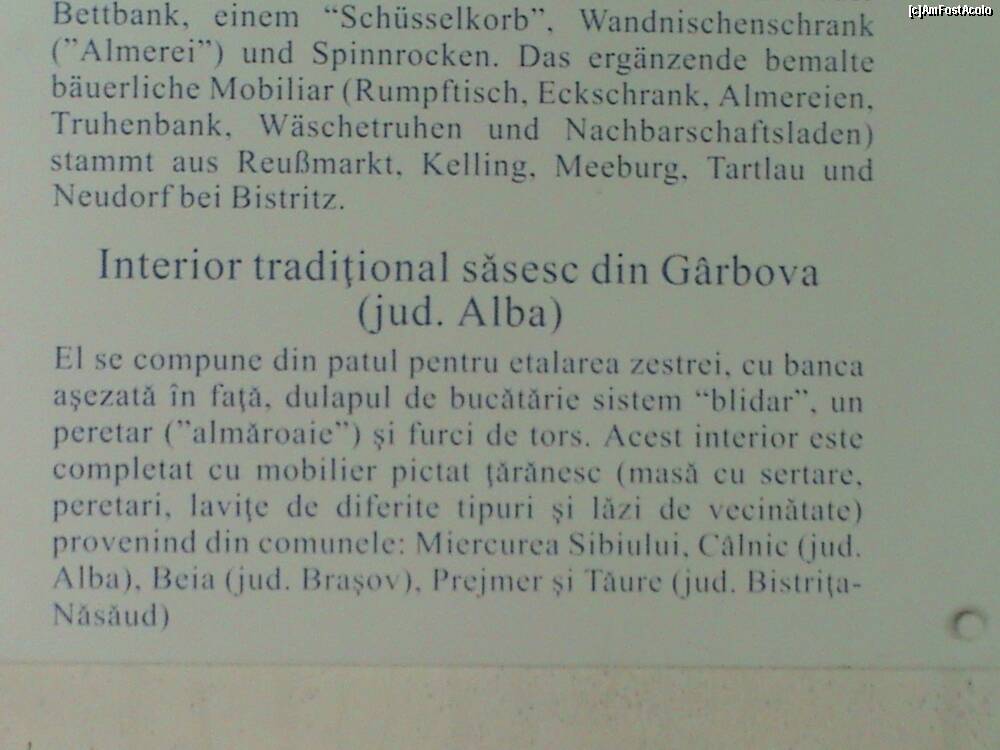 [c]AmFostAcolo
Bettbank, einem “Schüsselkorb”, Wandnischenschrank
(”Almerei”) und Spinnrocken. Das ergänzende bemalte
bäuerliche Mobiliar (Rumpftisch, Eckschrank, Almereien,
Truhenbank, Wäschetruhen und Nachbarschaftsladen)
stammt aus Reußmarkt, Kelling, Meeburg, Tartlau und
Neudorf bei Bistritz.
Interior tradiţional săsesc din Gârbova
(jud. Alba)
El se compune din patul pentru etalarea zestrei, cu banca
aşezată în faţă, dulapul de bucătărie sistem “blidar”, un
peretar (”almăroaie”) şi furci de tors. Acest interior este
completat cu mobilier pictat ţărănesc (masă cu sertare,
peretari, laviţe de diferite tipuri şi lăzi de vecinătate)
provenind din comunele: Miercurea Sibiului, Câlnic (jud.
Alba), Beia (jud. Braşov), Prejmer şi Tăure (jud. Bistriţa-
Năsăud)